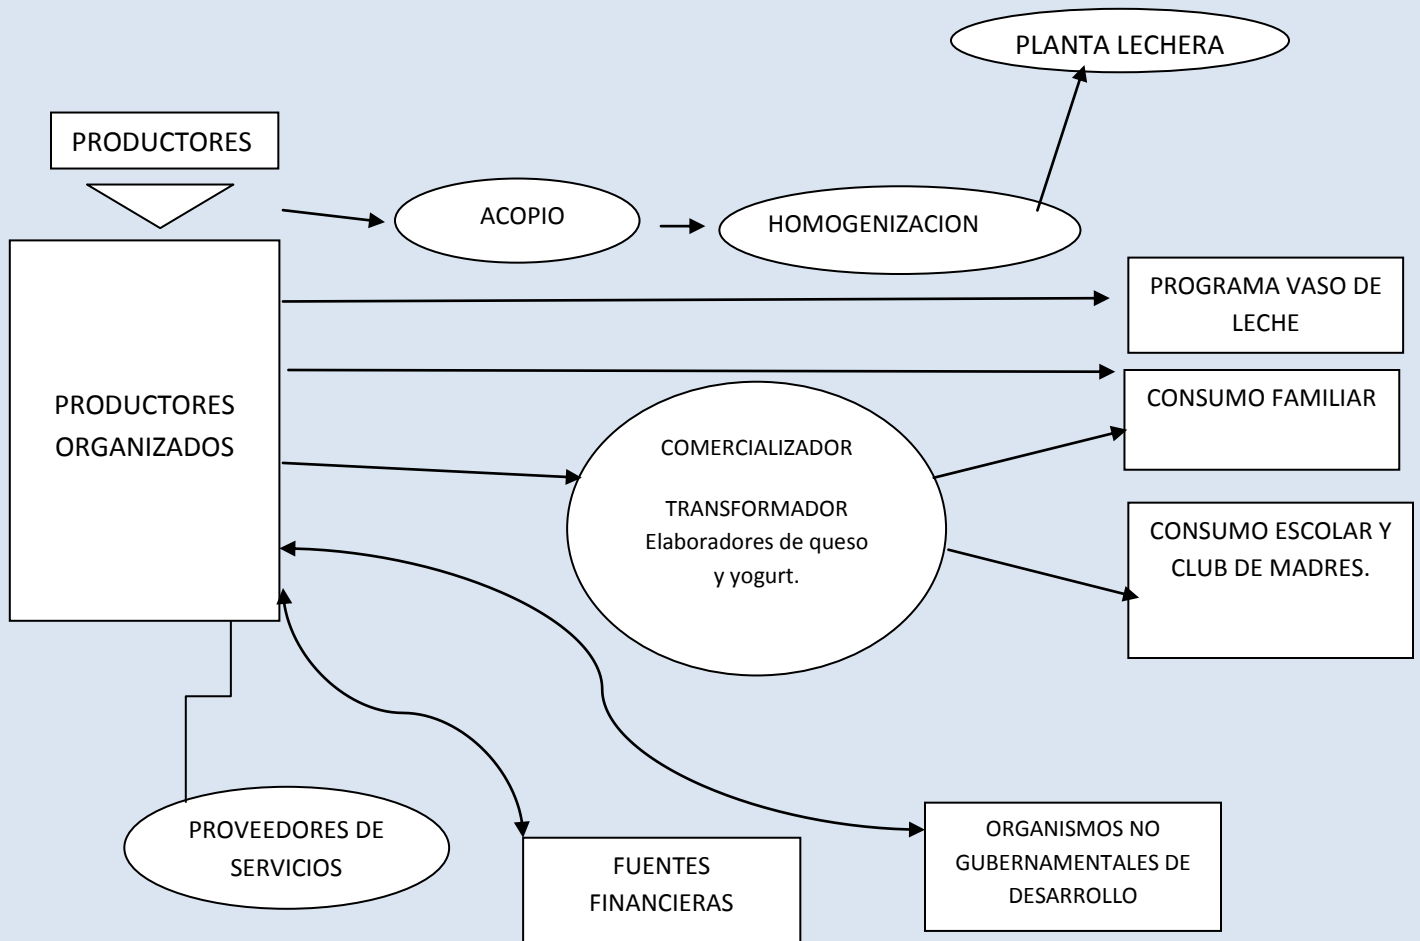 PLANTA LECHERA
PRODUCTORES
ACOPIO
HOMOGENIZACION
PROGRAMA VASO DE
LECHE
PRODUCTORES
ORGANIZADOS
CONSUMO FAMILIAR
COMERCIALIZADOR
TRANSFORMADOR
Elaboradores de queso
y yogurt.
CONSUMO ESCOLAR Y
CLUB DE MADRES.
PROVEEDORES DE
SERVICIOS
FUENTES
FINANCIERAS
ORGANISMOS NO
GUBERNAMENTALES DE
DESARROLLO